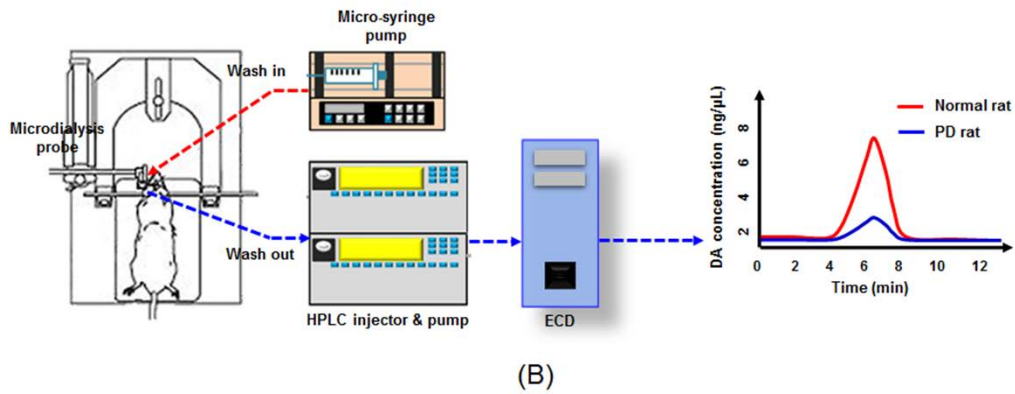 Micro-syringe
pump
Wash in
Microdialysis
probe
Wash out
HPLC injector & pump
ECD
DA concentration (ng/µL)
8
6
4
2
0 2 4 6 8 10 12
Time (min)
Normal rat
PD rat
(B)